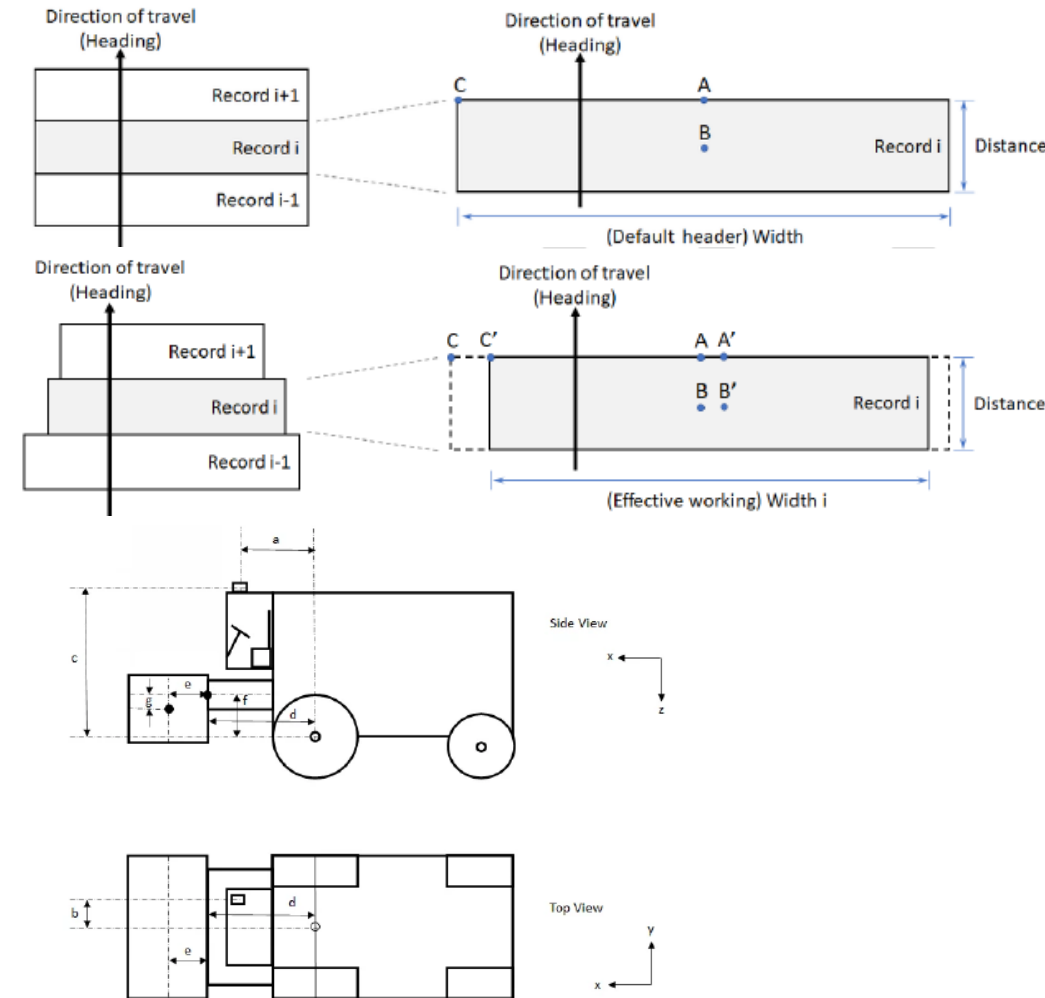 Direction of travel
(Heading)
Record i+1
Record i
Record i-1
Direction of travel
(Heading)
C
A
B
Record i
Distance
(Default header) Width
Direction of travel
(Heading)
Record i+1
Record i
Record i-1
Direction of travel
(Heading)
C
C′
A
A′
B
B′
Record i
Distance
(Effective working) Width i
a
c
e
g
f
d
Side View
x
z
b
d
e
Top View
y
x